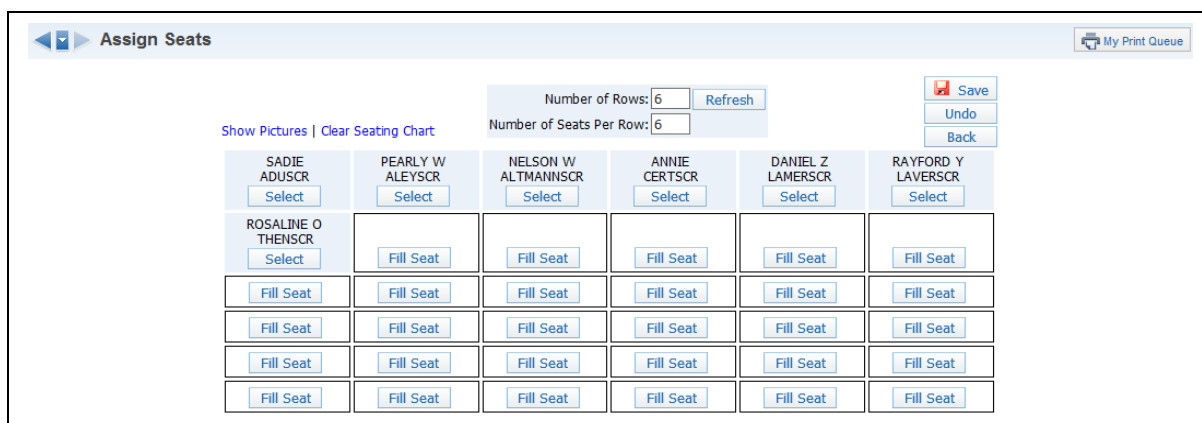 Assign Seats
My Print Queue
Number of Rows: 6 Refresh
Number of Seats Per Row: 6
Save
Undo
Back
Show Pictures | Clear Seating Chart
SADIE
ADUSCR
Select
PEARLY W
ALEYSCR
Select
NELSON W
ALTMANNSCR
Select
ANNIE
CERTSCR
Select
DANIEL Z
LAMERSCR
Select
RAYFORD Y
LAVERSCR
Select
ROSALINE O
THENSCR
Select
Fill Seat
Fill Seat
Fill Seat
Fill Seat
Fill Seat
Fill Seat Fill Seat Fill Seat Fill Seat Fill Seat Fill Seat
Fill Seat Fill Seat Fill Seat Fill Seat Fill Seat Fill Seat
Fill Seat Fill Seat Fill Seat Fill Seat Fill Seat Fill Seat
Fill Seat Fill Seat Fill Seat Fill Seat Fill Seat Fill Seat